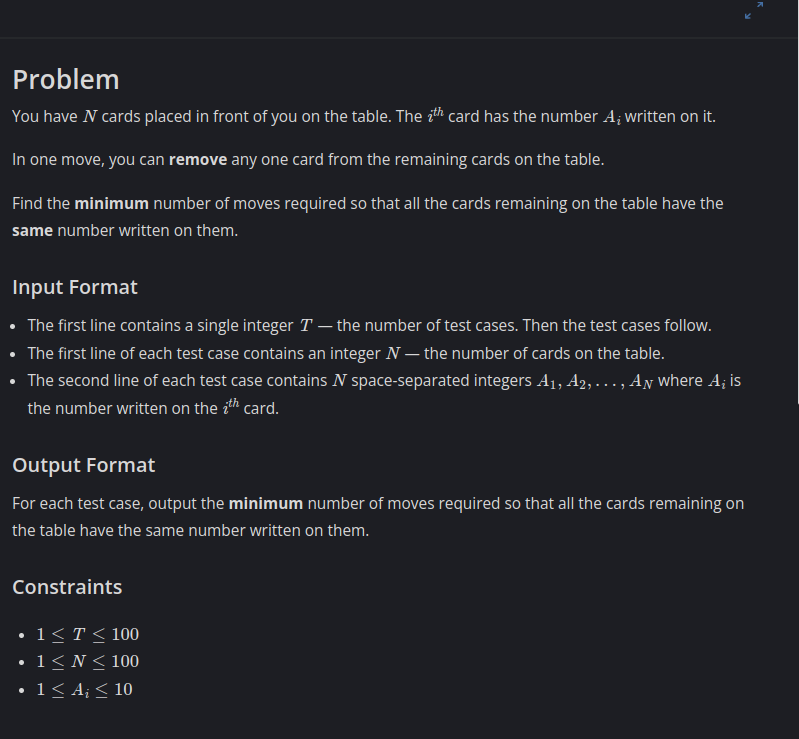 Problem
You have N cards placed in front of you on the table. The i^th card has the number A_i written on it.
In one move, you can remove any one card from the remaining cards on the table.
Find the minimum number of moves required so that all the cards remaining on the table have the
same number written on them.
Input Format
• The first line contains a single integer T — the number of test cases. Then the test cases follow.
• The first line of each test case contains an integer N — the number of cards on the table.
• The second line of each test case contains N space-separated integers A_1, A_2, ..., A_N where A_i is
the number written on the i^th card.
Output Format
For each test case, output the minimum number of moves required so that all the cards remaining on
the table have the same number written on them.
Constraints
• 1 ≤ T ≤ 100
• 1 ≤ N ≤ 100
• 1 ≤ A_i ≤ 10